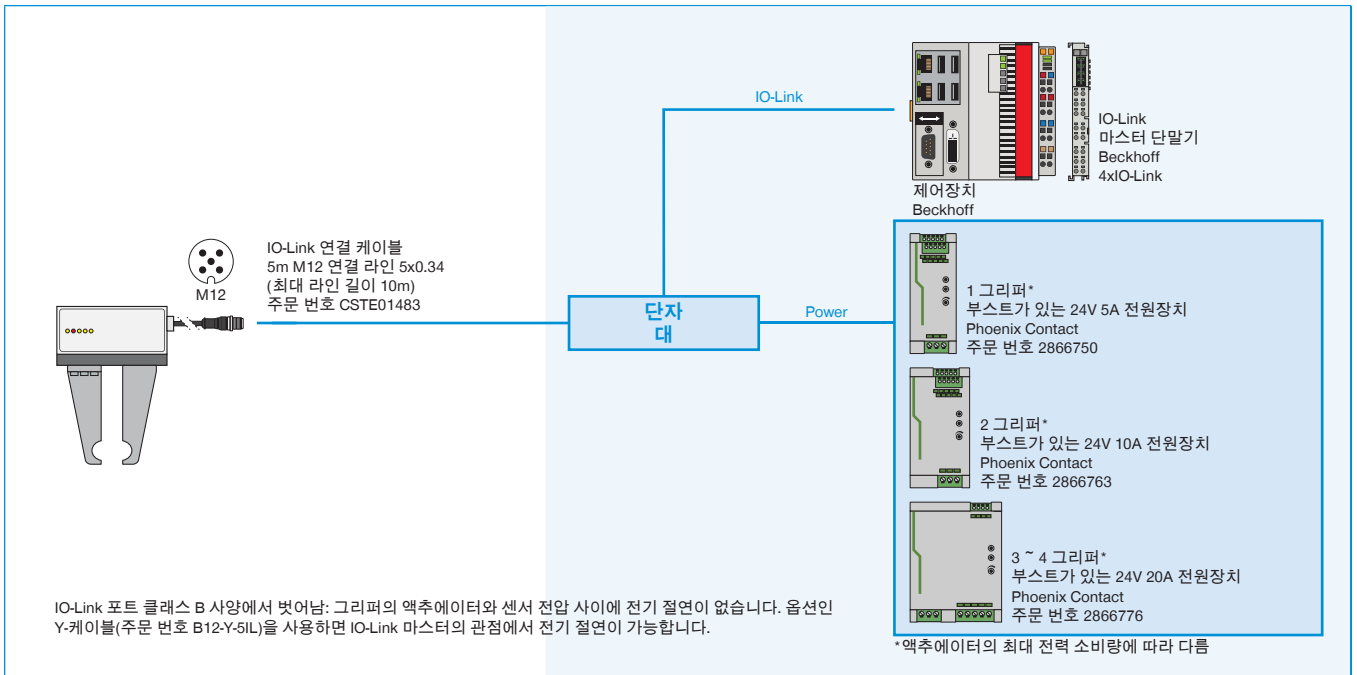 IO-Link
IO-Link
마스터 단말기
Beckhoff
4xIO-Link
제어장치
Beckhoff
M12
IO-Link 연결 케이블
5m M12 연결 라인 5x0.34
(최대 라인 길이 10m)
주문 번호 CSTE01483
단자
대
Power
1 그리퍼*
부스트가 있는 24V 5A 전원장치
Phoenix Contact
주문 번호 2866750
2 그리퍼*
부스트가 있는 24V 10A 전원장치
Phoenix Contact
주문 번호 2866763
3 ~ 4 그리퍼*
부스트가 있는 24V 20A 전원장치
Phoenix Contact
주문 번호 2866776
IO-Link 포트 클래스 B 사양에서 벗어남: 그리퍼의 액추에이터와 센서 전압 사이에 전기 절연이 없습니다. 옵션인
Y-케이블(주문 번호 B12-Y-5IL)을 사용하면 IO-Link 마스터의 관점에서 전기 절연이 가능합니다.
*액추에이터의 최대 전력 소비량에 따라 다름